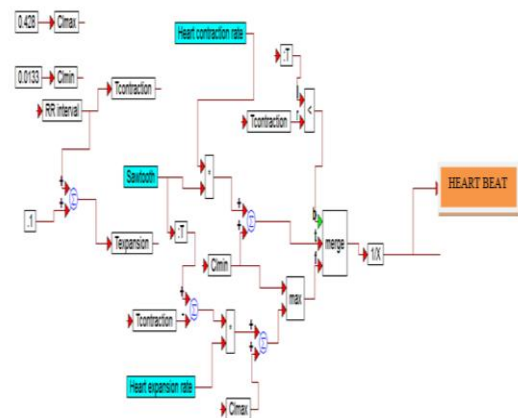 0.428 Clmax
0.0133 Clmin
RR interval
Tcontraction
.1
Texpansion
Heart contraction rate
:T
Tcontraction
l
r
<
Sawtooth
*
:T
Clmin
Tcontraction
*
Heart expansion rate
Clmax
max
b
t
f
merge
1/X
HEART BEAT